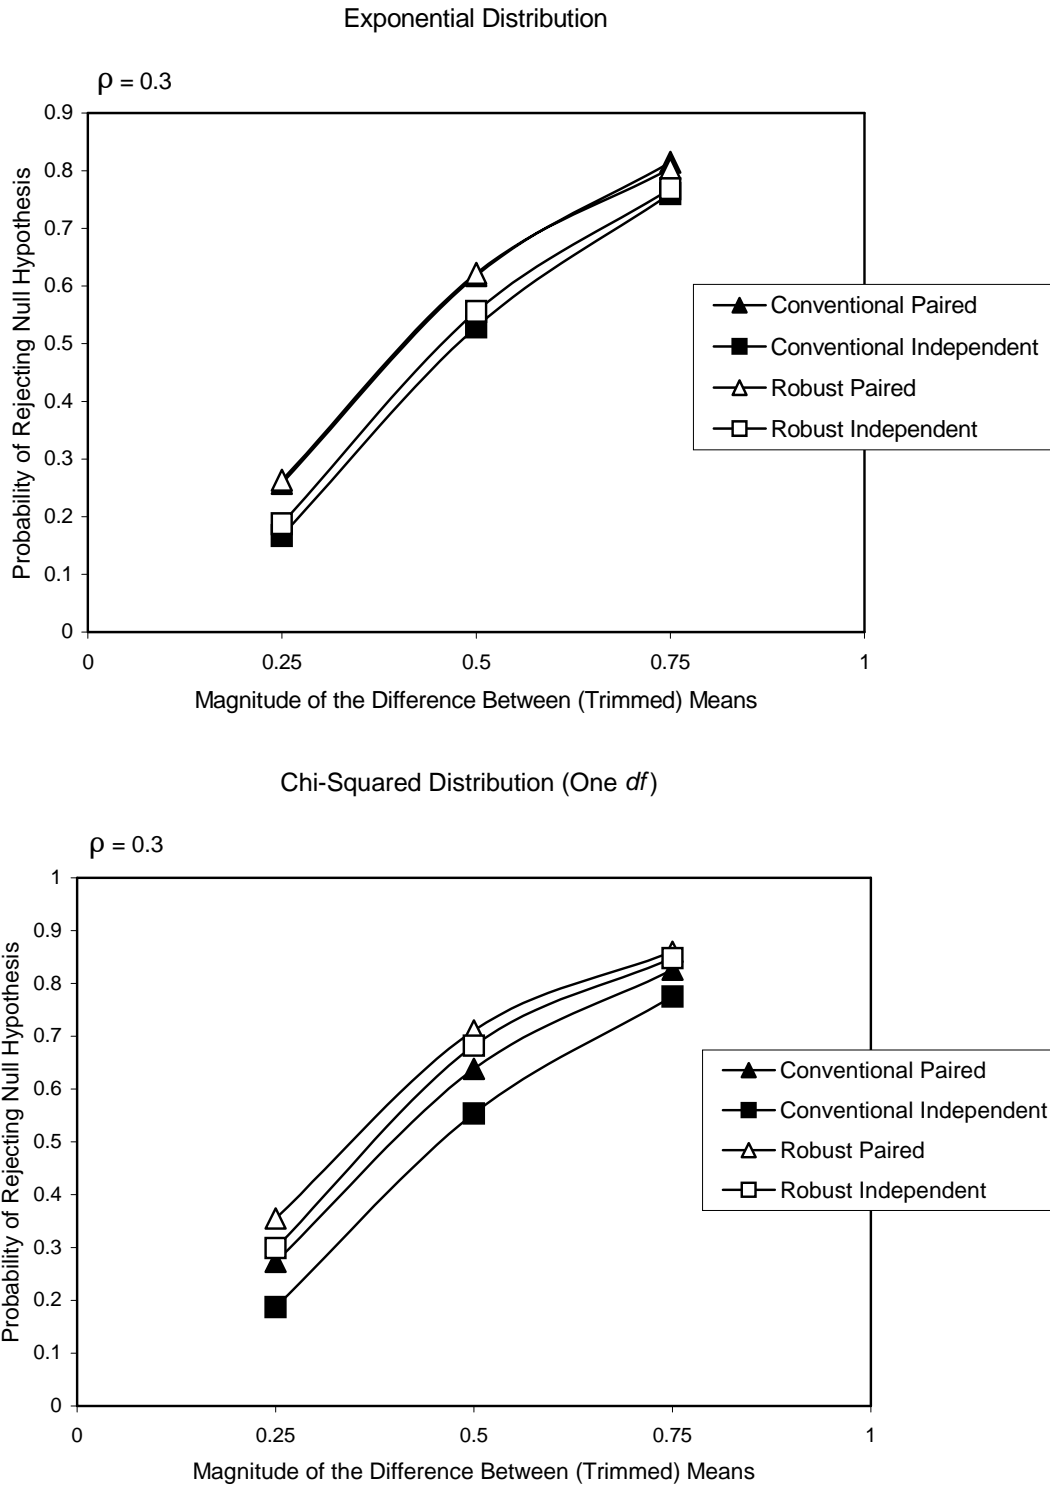 Exponential Distribution
ρ = 0.3
0.9
0.8
0.7
0.6
0.5
0.4
0.3
0.2
0.1
0
0 0.25 0.5 0.75 1
Probability of Rejecting Null Hypothesis
Magnitude of the Difference Between (Trimmed) Means
Conventional Paired
Conventional Independent
Robust Paired
Robust Independent
Chi-Squared Distribution (One df)
ρ = 0.3
1
0.9
0.8
0.7
0.6
0.5
0.4
0.3
0.2
0.1
0
0 0.25 0.5 0.75 1
Probability of Rejecting Null Hypothesis
Magnitude of the Difference Between (Trimmed) Means
Conventional Paired
Conventional Independent
Robust Paired
Robust Independent